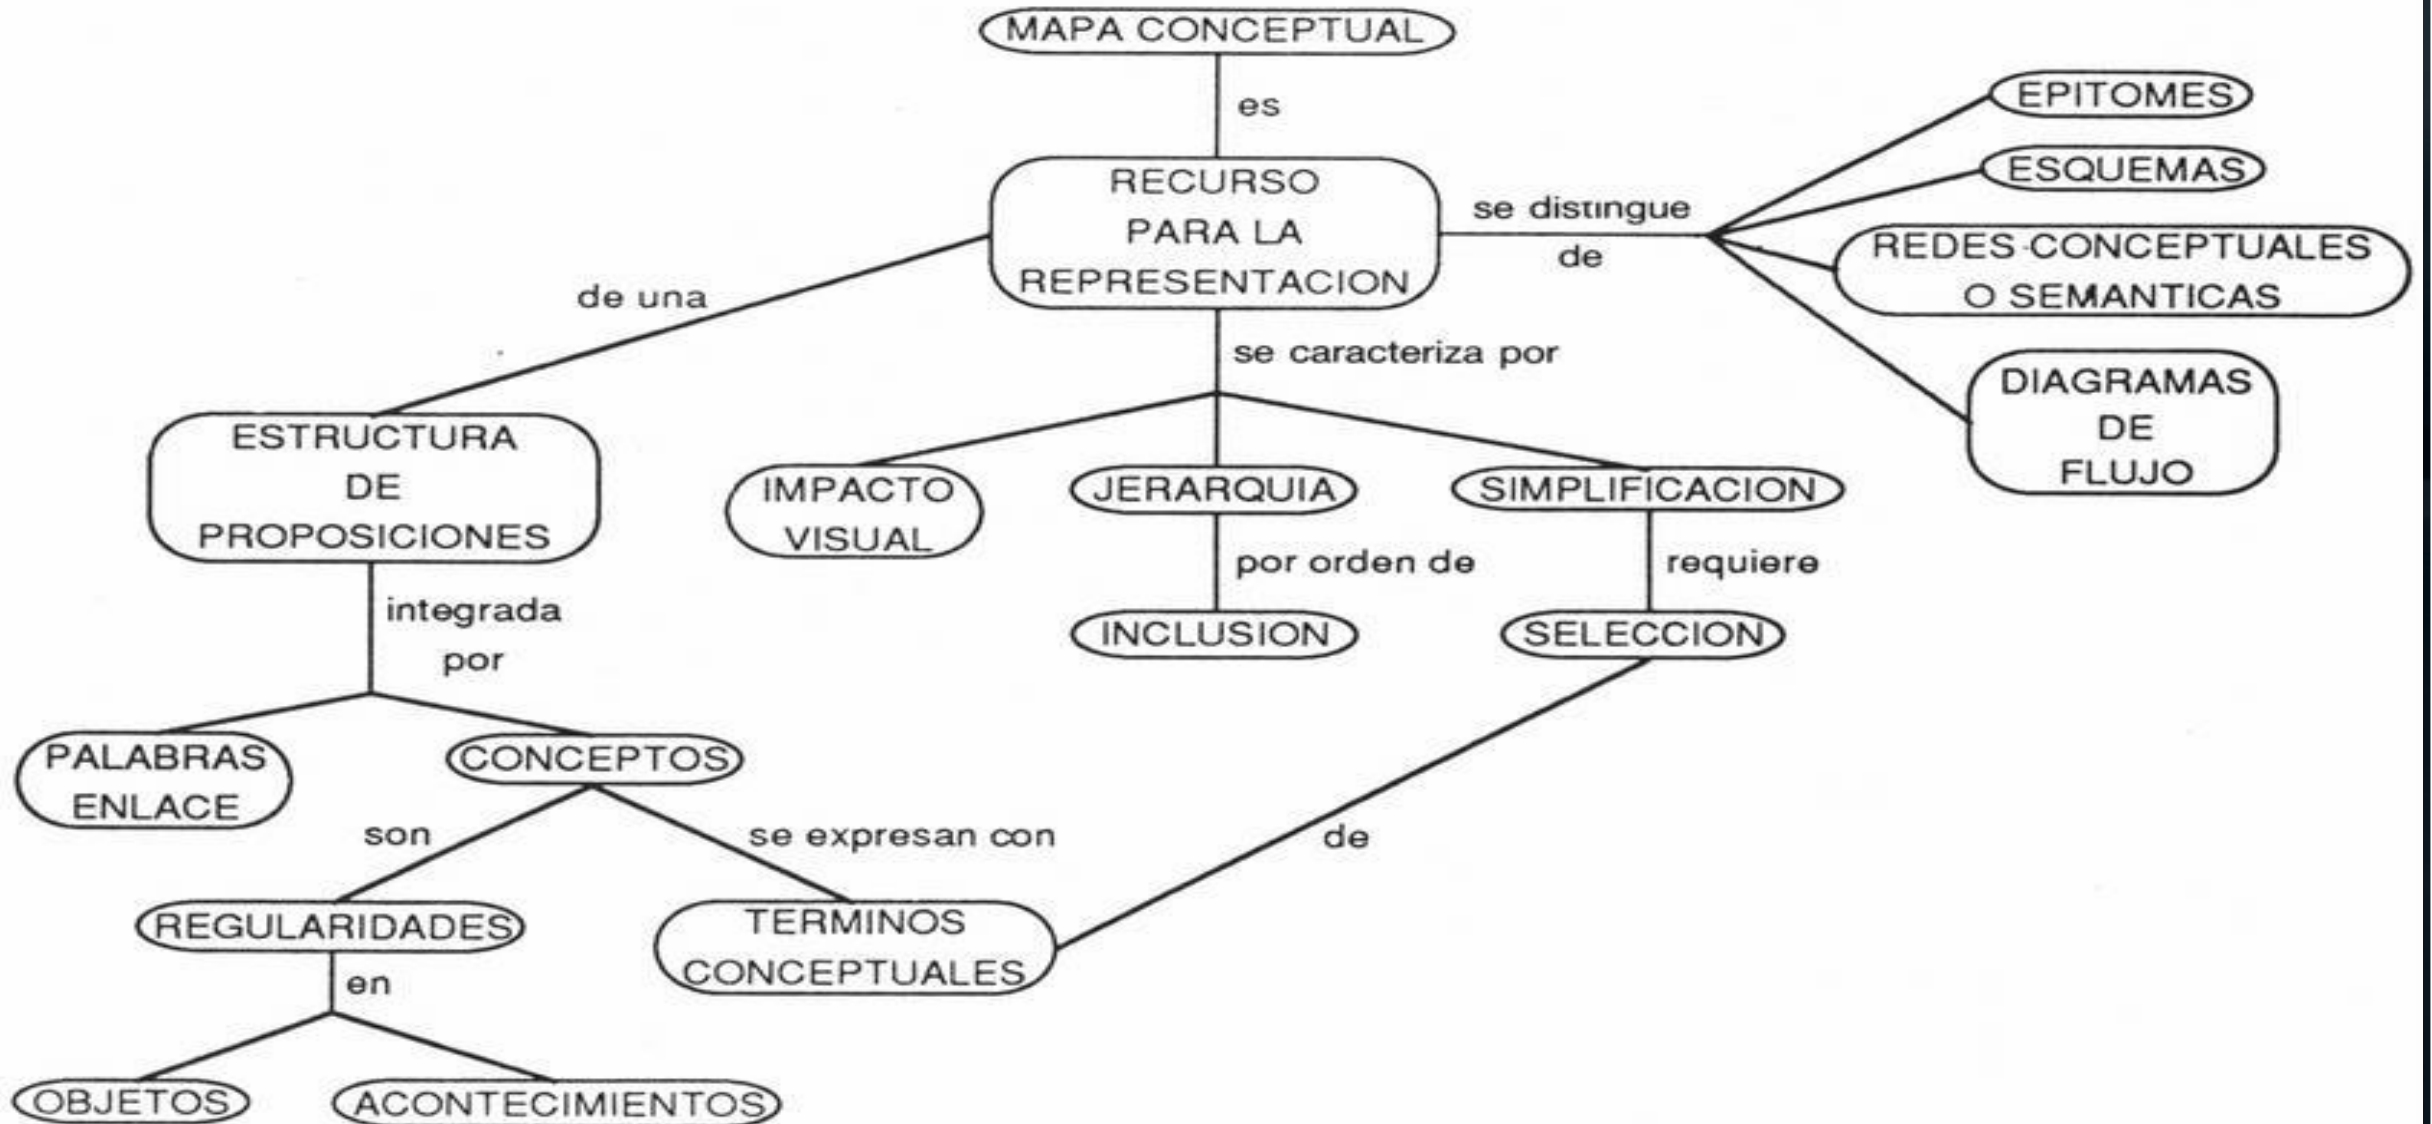 MAPA CONCEPTUAL
es
RECURSO
PARA LA
REPRESENTACION
se distingue
de
EPITOMES
ESQUEMAS
REDES CONCEPTUALES
O SEMANTICAS
DIAGRAMAS
DE
FLUJO
de una
se caracteriza por
ESTRUCTURA
DE
PROPOSICIONES
IMPACTO
VISUAL
JERARQUIA
SIMPLIFICACION
por orden de
requiere
INCLUSION
SELECCION
integrada
por
PALABRAS
ENLACE
CONCEPTOS
son
se expresan con
de
REGULARIDADES
TERMINOS
CONCEPTUALES
en
OBJETOS
ACONTECIMIENTOS